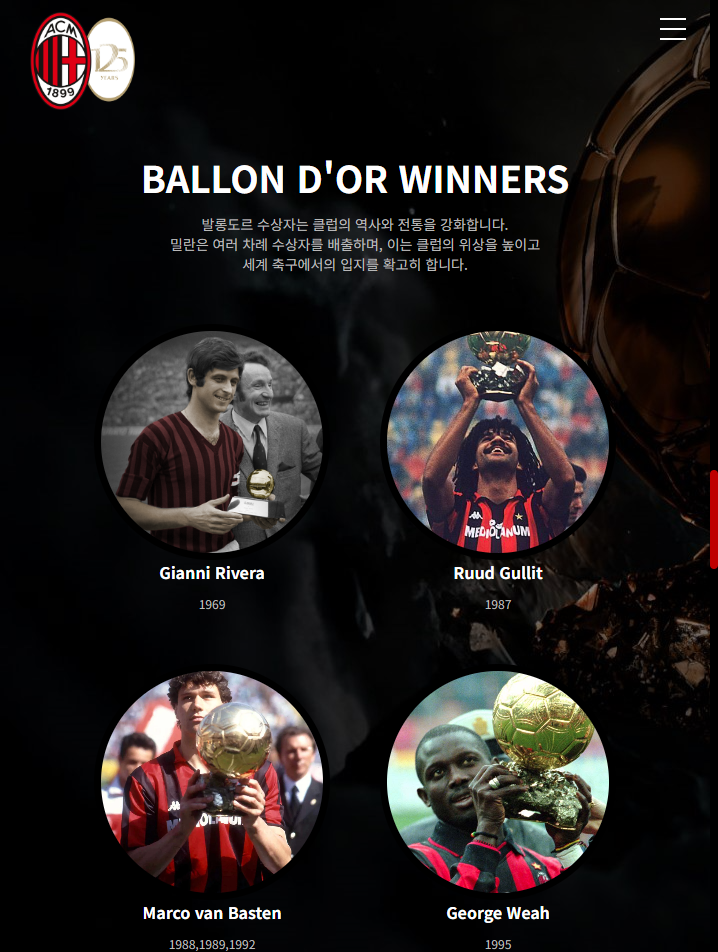 ACM
1899
125
YEARS
BALLON D'OR WINNERS
발롱도르 수상자는 클럽의 역사와 전통을 강화합니다.
밀란은 여러 차례 수상자를 배출하며, 이는 클럽의 위상을 높이고
세계 축구에서의 입지를 확고히 합니다.
MEDIOLANUM
Gianni Rivera
Ruud Gullit
1969
1987
Marco van Basten
George Weah
1988,1989,1992
1995